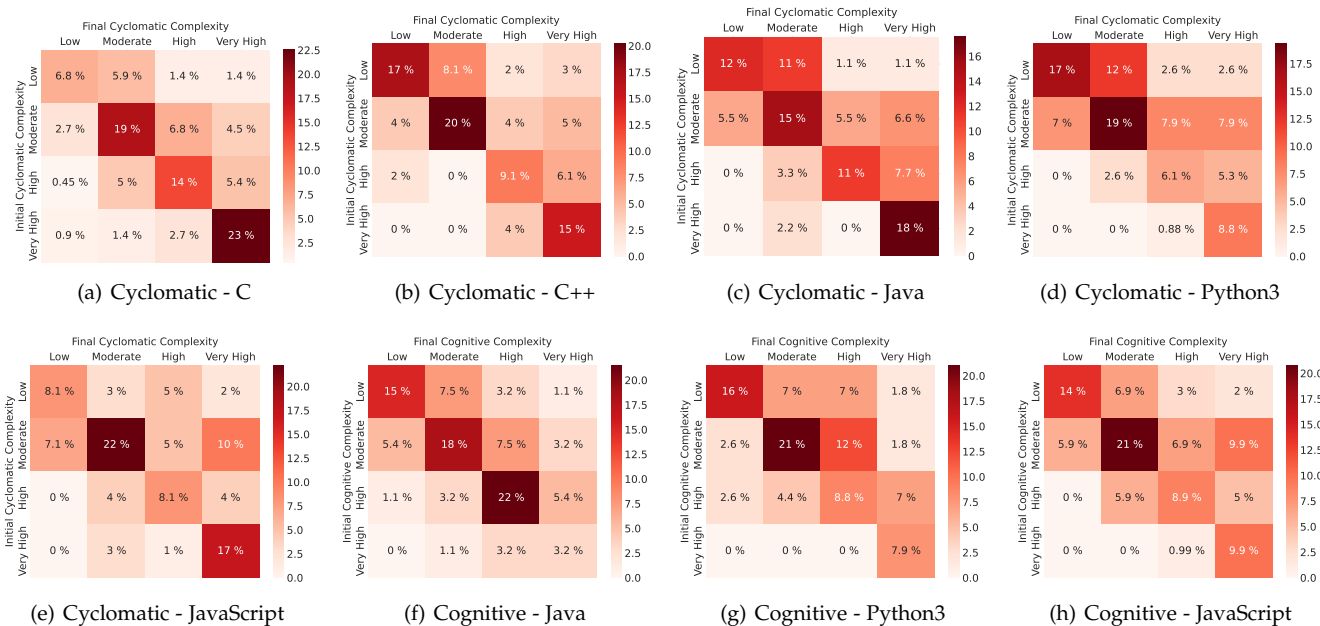 Final Cyclomatic Complexity
Low Moderate High Very High
Initial Cyclomatic Complexity
Low 6.8 % 5.9 % 1.4 % 1.4 %
Moderate 2.7 % 19 % 6.8 % 4.5 %
High 0.45 % 5 % 14 % 5.4 %
Very High 0.9 % 1.4 % 2.7 % 23 %
22.5
20.0
17.5
15.0
12.5
10.0
7.5
5.0
2.5
(a) Cyclomatic - C
Final Cyclomatic Complexity
Low Moderate High Very High
Initial Cyclomatic Complexity
Low 17 % 8.1 % 2 % 3 %
Moderate 4 % 20 % 4 % 5 %
High 2 % 0 % 9.1 % 6.1 %
Very High 0 % 0 % 4 % 15 %
20.0
17.5
15.0
12.5
10.0
7.5
5.0
2.5
0.0
(b) Cyclomatic - C++
Final Cyclomatic Complexity
Low Moderate High Very High
Initial Cyclomatic Complexity
Low 12 % 11 % 1.1 % 1.1 %
Moderate 5.5 % 15 % 5.5 % 6.6 %
High 0 % 3.3 % 11 % 7.7 %
Very High 0 % 2.2 % 0 % 18 %
16
14
12
10
8
6
4
2
0
(c) Cyclomatic - Java
Final Cyclomatic Complexity
Low Moderate High Very High
Initial Cyclomatic Complexity
Low 17 % 12 % 2.6 % 2.6 %
Moderate 7 % 19 % 7.9 % 7.9 %
High 0 % 2.6 % 6.1 % 5.3 %
Very High 0 % 0 % 0.88 % 8.8 %
17.5
15.0
12.5
10.0
7.5
5.0
2.5
0.0
(d) Cyclomatic - Python3
Final Cyclomatic Complexity
Low Moderate High Very High
Initial Cyclomatic Complexity
Low 8.1 % 3 % 5 % 2 %
Moderate 7.1 % 22 % 5 % 10 %
High 0 % 4 % 8.1 % 4 %
Very High 0 % 3 % 1 % 17 %
20.0
17.5
15.0
12.5
10.0
7.5
5.0
2.5
0.0
(e) Cyclomatic - JavaScript
Final Cognitive Complexity
Low Moderate High Very High
Initial Cognitive Complexity
Low 15 % 7.5 % 3.2 % 1.1 %
Moderate 5.4 % 18 % 7.5 % 3.2 %
High 1.1 % 3.2 % 22 % 5.4 %
Very High 0 % 1.1 % 3.2 % 3.2 %
20.0
17.5
15.0
12.5
10.0
7.5
5.0
2.5
0.0
(f) Cognitive - Java
Final Cognitive Complexity
Low Moderate High Very High
Initial Cognitive Complexity
Low 16 % 7 % 7 % 1.8 %
Moderate 2.6 % 21 % 12 % 1.8 %
High 2.6 % 4.4 % 8.8 % 7 %
Very High 0 % 0 % 0 % 7.9 %
20.0
17.5
15.0
12.5
10.0
7.5
5.0
2.5
0.0
(g) Cognitive - Python3
Final Cognitive Complexity
Low Moderate High Very High
Initial Cognitive Complexity
Low 14 % 6.9 % 3 % 2 %
Moderate 5.9 % 21 % 6.9 % 9.9 %
High 0 % 5.9 % 8.9 % 5 %
Very High 0 % 0 % 0.99 % 9.9 %
20.0
17.5
15.0
12.5
10.0
7.5
5.0
2.5
0.0
(h) Cognitive - JavaScript